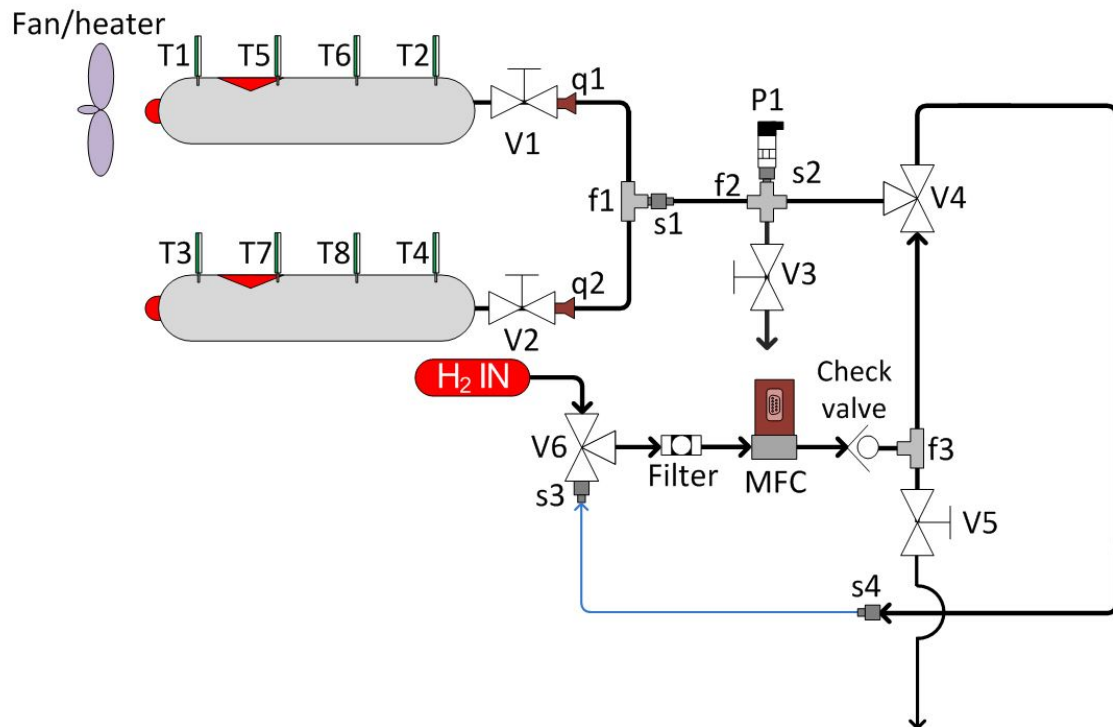 Fan/heater
T1
T5
T6
T2
q1
V1
P1
f1
s1
f2
s2
V4
T3
T7
T8
T4
q2
V2
V3
H₂ IN
Check
valve
V6
Filter
MFC
f3
s3
V5
s4